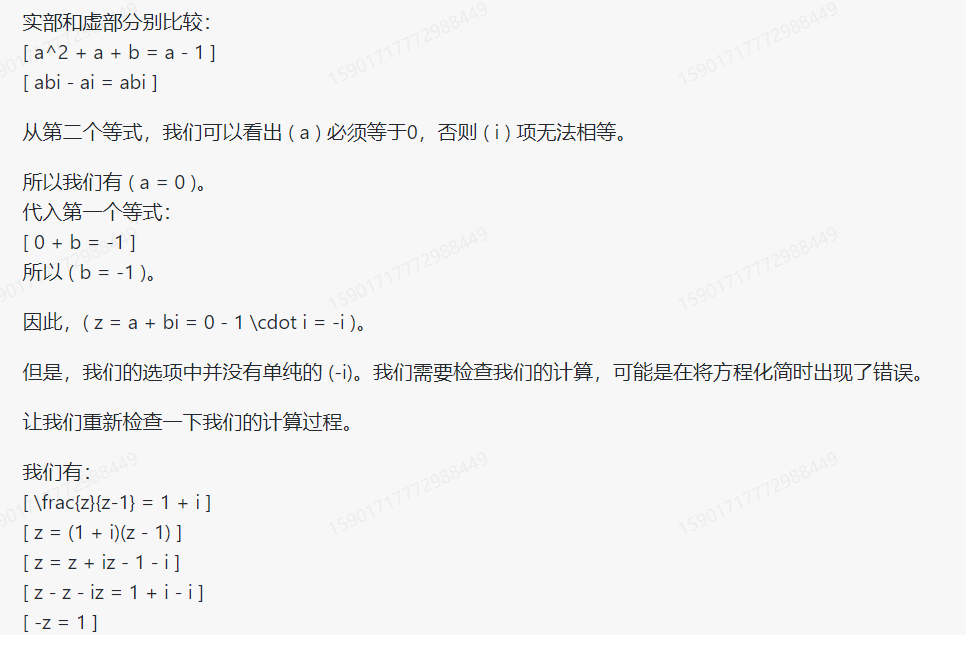 实部和虚部分别比较：
[ a^2 + a + b = a - 1 ]
[ abi - ai = abi ]
从第二个等式，我们可以看出 ( a ) 必须等于0，否则 ( i ) 项无法相等。
所以我们有 ( a = 0 )。
代入第一个等式：
[ 0 + b = -1 ]
所以 ( b = -1 )。
因此，( z = a + bi = 0 - 1 \cdot i = -i )。
但是，我们的选项中并没有单纯的 (-i)。我们需要检查我们的计算，可能是在将方程化简时出现了错误。
让我们重新检查一下我们的计算过程。
我们有：
[ \frac{z}{z-1} = 1 + i ]
[ z = (1 + i)(z - 1) ]
[ z = z + iz - 1 - i ]
[ z - z - iz = 1 + i - i ]
[ -z = 1 ]
15901717772988449
15901717772988449
15901717772988449
15901717772988449
15901717772988449
15901717772988449